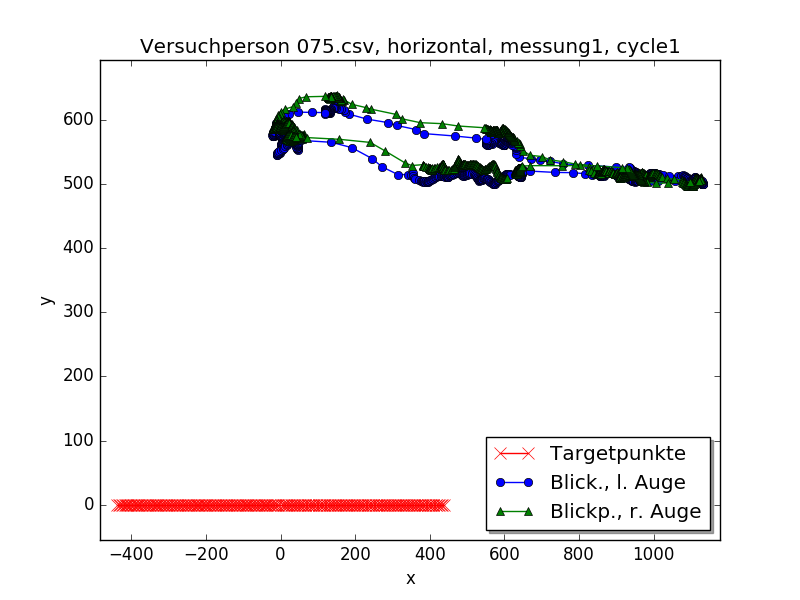 Versuchperson 075.csv, horizontal, messung1, cycle1
y
600
500
400
300
200
100
0
−400 −200 0 200 400 600 800 1000
x
Targetpunkte
Blick., l. Auge
Blickp., r. Auge